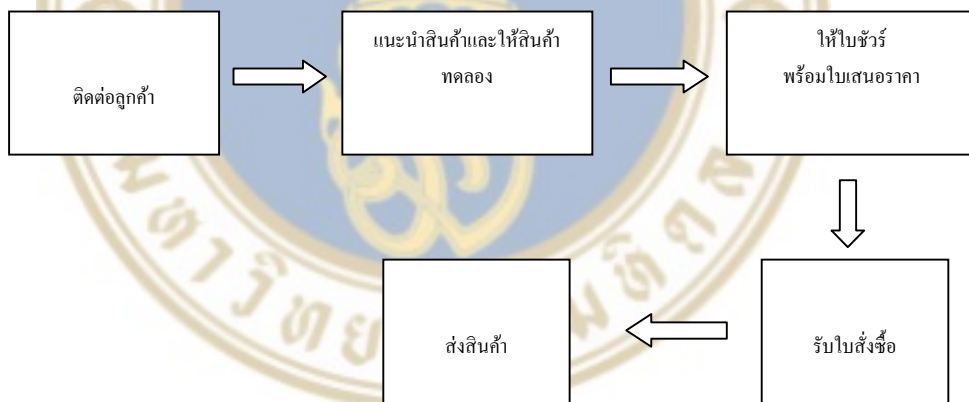 ติดต่อลูกค้า
แนะนำสินค้าและให้สินค้า
ทดลอง
ให้ใบชัวร์
พร้อมใบเสนอราคา
รับใบสั่งซื้อ
ส่งสินค้า